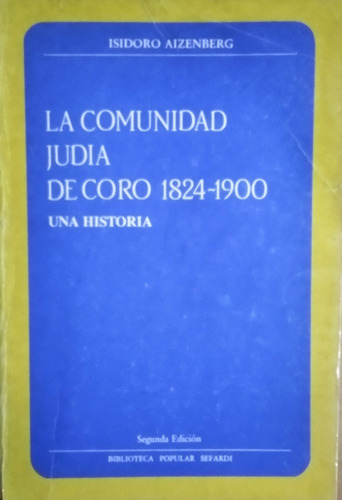 ISIDORO AIZENBERG
LA COMUNIDAD
JUDIA
DE CORO 1824-1900
UNA HISTORIA
Segunda Edición
BIBLIOTECA POPULAR SEFARDI